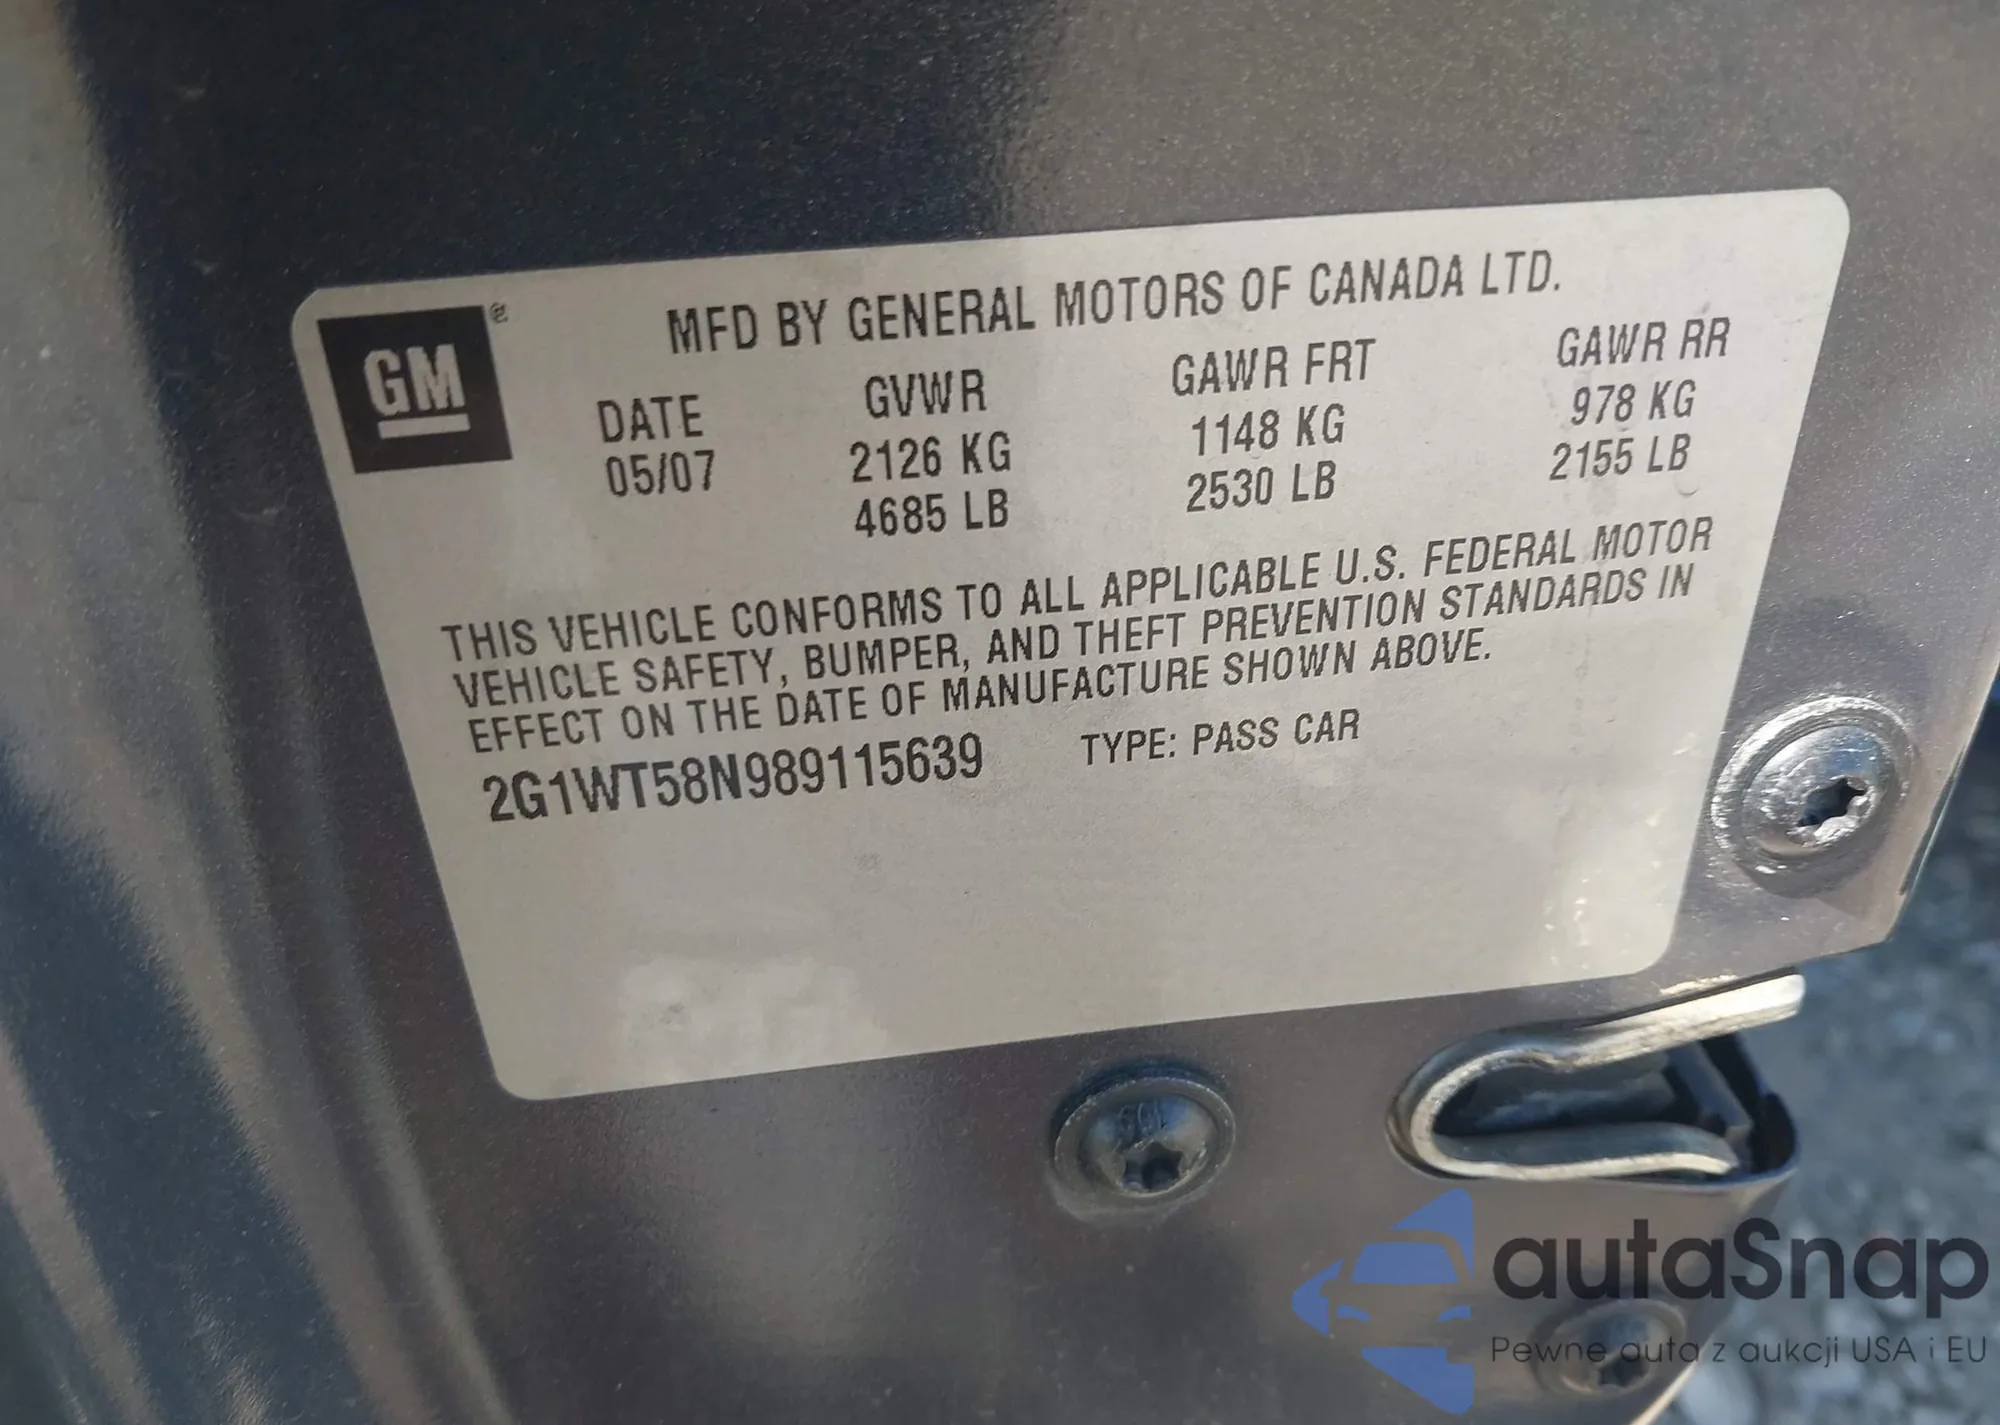 GM ®
MFD BY GENERAL MOTORS OF CANADA LTD.
DATE GVWR GAWR FRT GAWR RR
05/07 2126 KG 1148 KG 978 KG
4685 LB 2530 LB 2155 LB
THIS VEHICLE CONFORMS TO ALL APPLICABLE U.S. FEDERAL MOTOR
VEHICLE SAFETY, BUMPER, AND THEFT PREVENTION STANDARDS IN
EFFECT ON THE DATE OF MANUFACTURE SHOWN ABOVE.
2G1WT58N989115639 TYPE: PASS CAR
autaSnap
Pewne auta z aukcji USA i EU